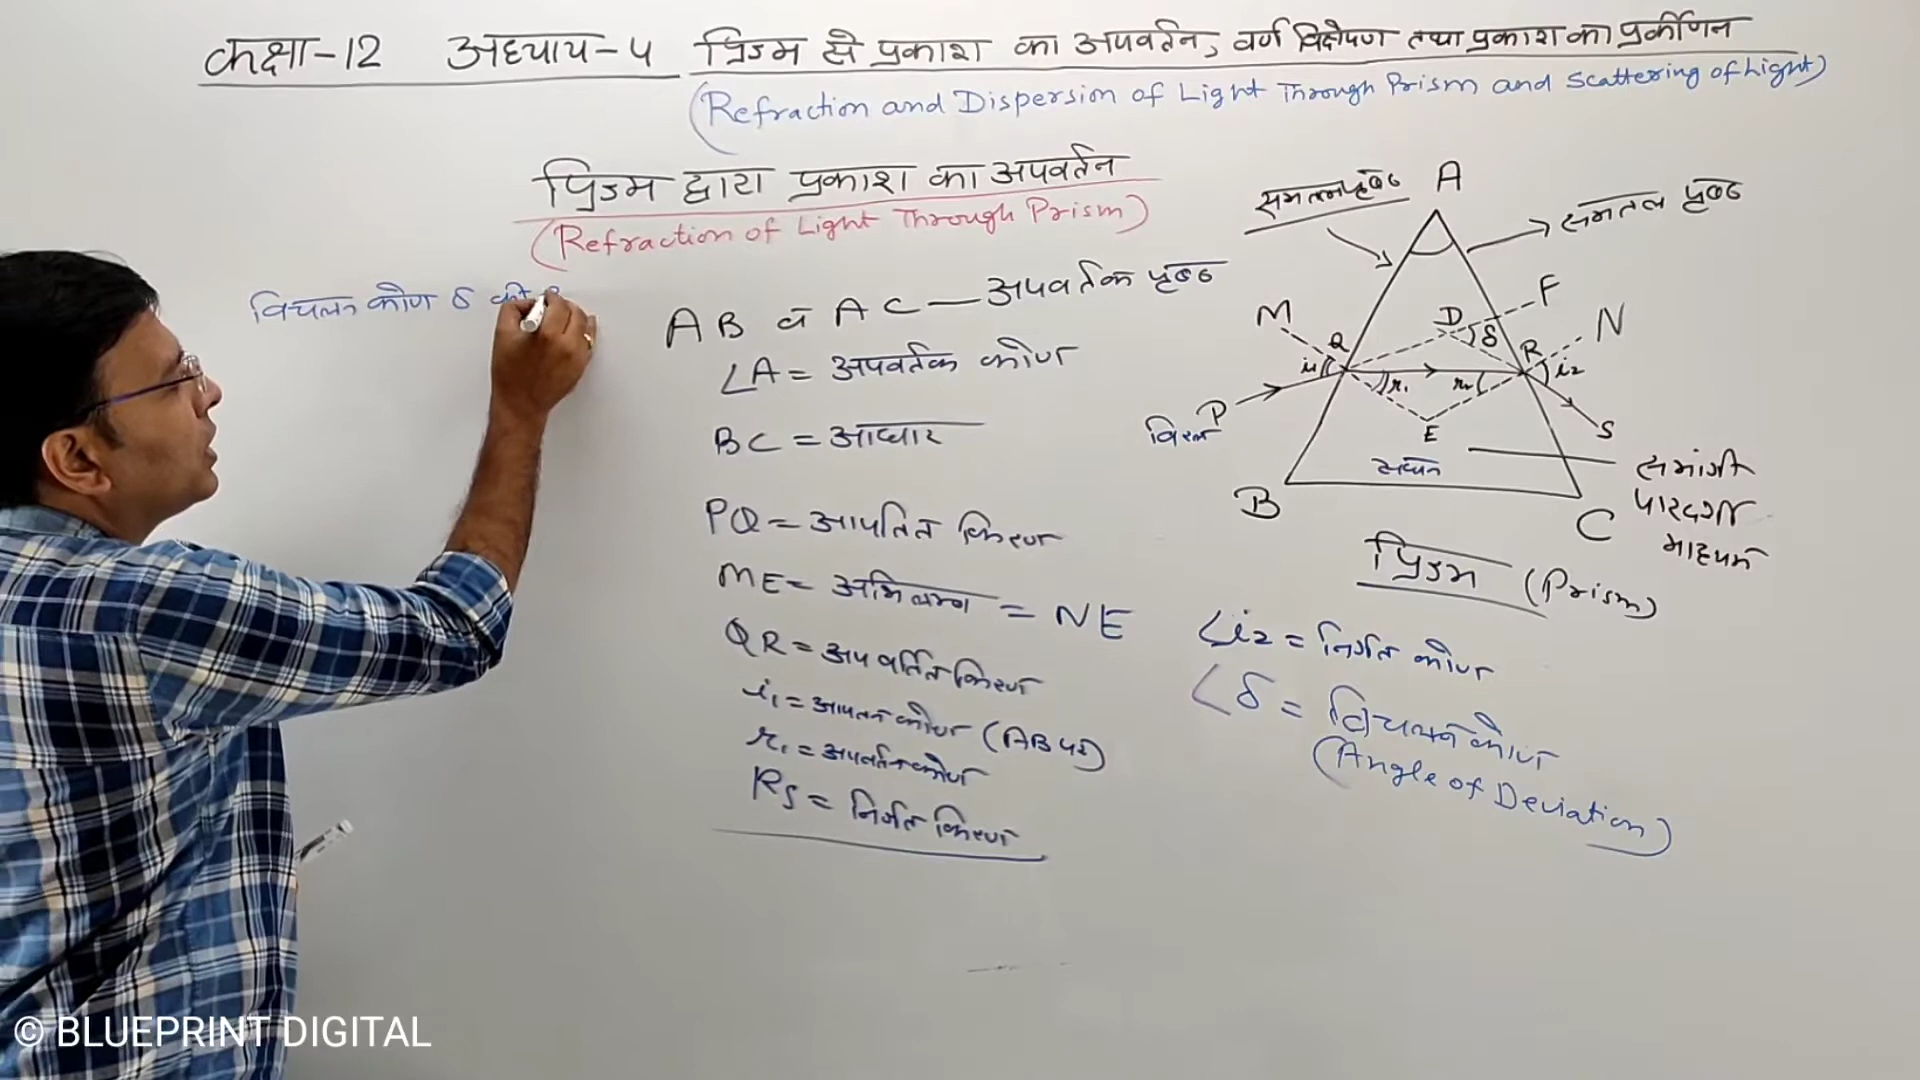 कक्षा-12 अध्याय-4 प्रिज्म से प्रकाश का अपवर्तन, वर्ण विक्षेपण तथा प्रकाश का प्रकीर्णन
(Refraction and Dispersion of Light Through Prism and Scattering of Light)
प्रिज्म द्वारा प्रकाश का अपवर्तन
(Refraction of Light Through Prism)
विचलन कोण δ की
AB व AC — अपवर्तक पृष्ठ
∠A = अपवर्तक कोण
BC = आधार
PQ = आपतित किरण
ME = अभिलम्ब = NE
QR = अपवर्तित किरण
i₁ = आपतन कोण (AB पर)
r₁ = अपवर्तन कोण
RS = निर्गत किरण
समतल पृष्ठ
A
समतल पृष्ठ
M
Q
D
F
δ
R
N
i₁
r₁
r₂
i₂
P
विरल
E
S
सघन
B
C
समांगी
पारदर्शी
माध्यम
प्रिज्म (Prism)
∠i₂ = निर्गत कोण
∠δ = विचलन कोण
(Angle of Deviation)
© BLUEPRINT DIGITAL